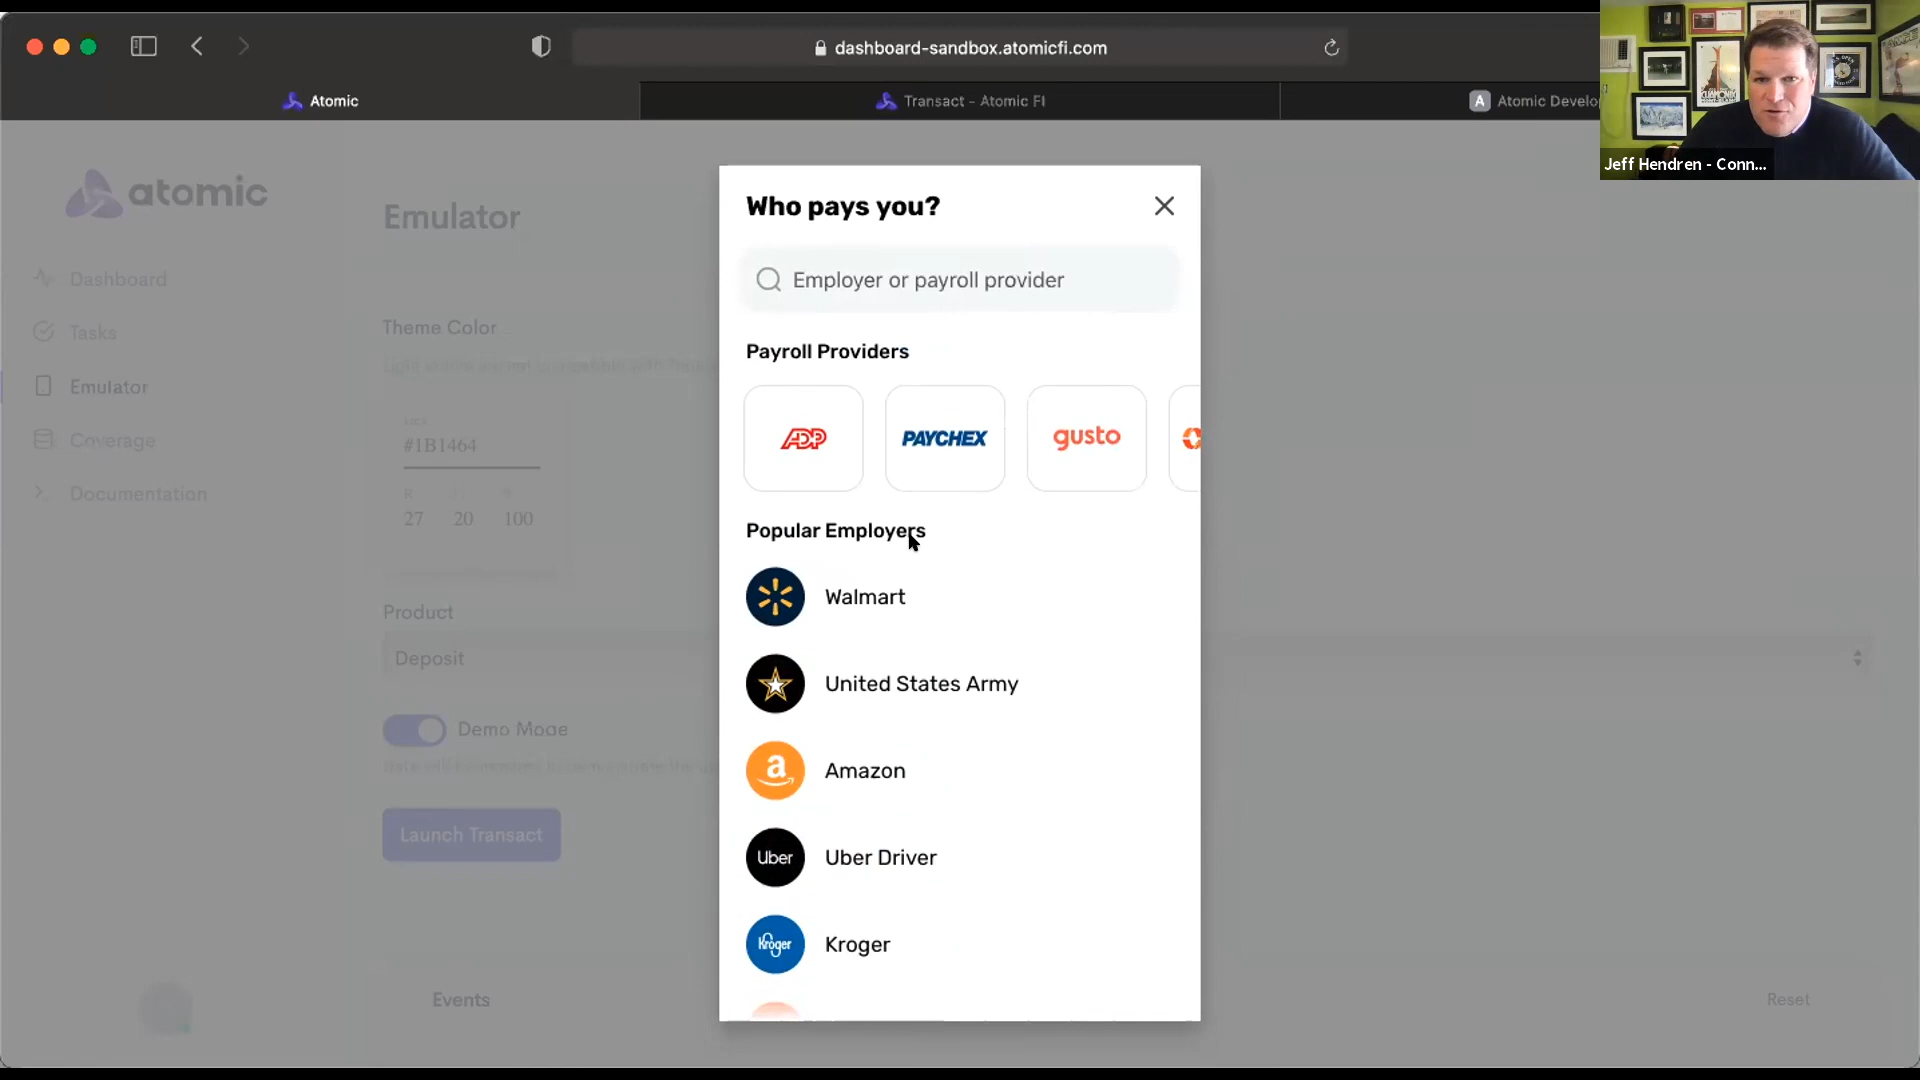 dashboard-sandbox.atomicfi.com
Atomic
Transact - Atomic FI
A
Atomic Develo
Jeff Hendren - Conn...
atomic
Dashboard
Tasks
Emulator
Coverage
Documentation
Emulator
Theme Color
#1B1464
R
27
20
100
Product
Deposit
Demo Mode
Launch Transact
Events
Reset
Who pays you?
Employer or payroll provider
Payroll Providers
ADP
PAYCHEX
gusto
Popular Employers
Walmart
United States Army
a
Amazon
Uber
Uber Driver
Kroger
Kroger